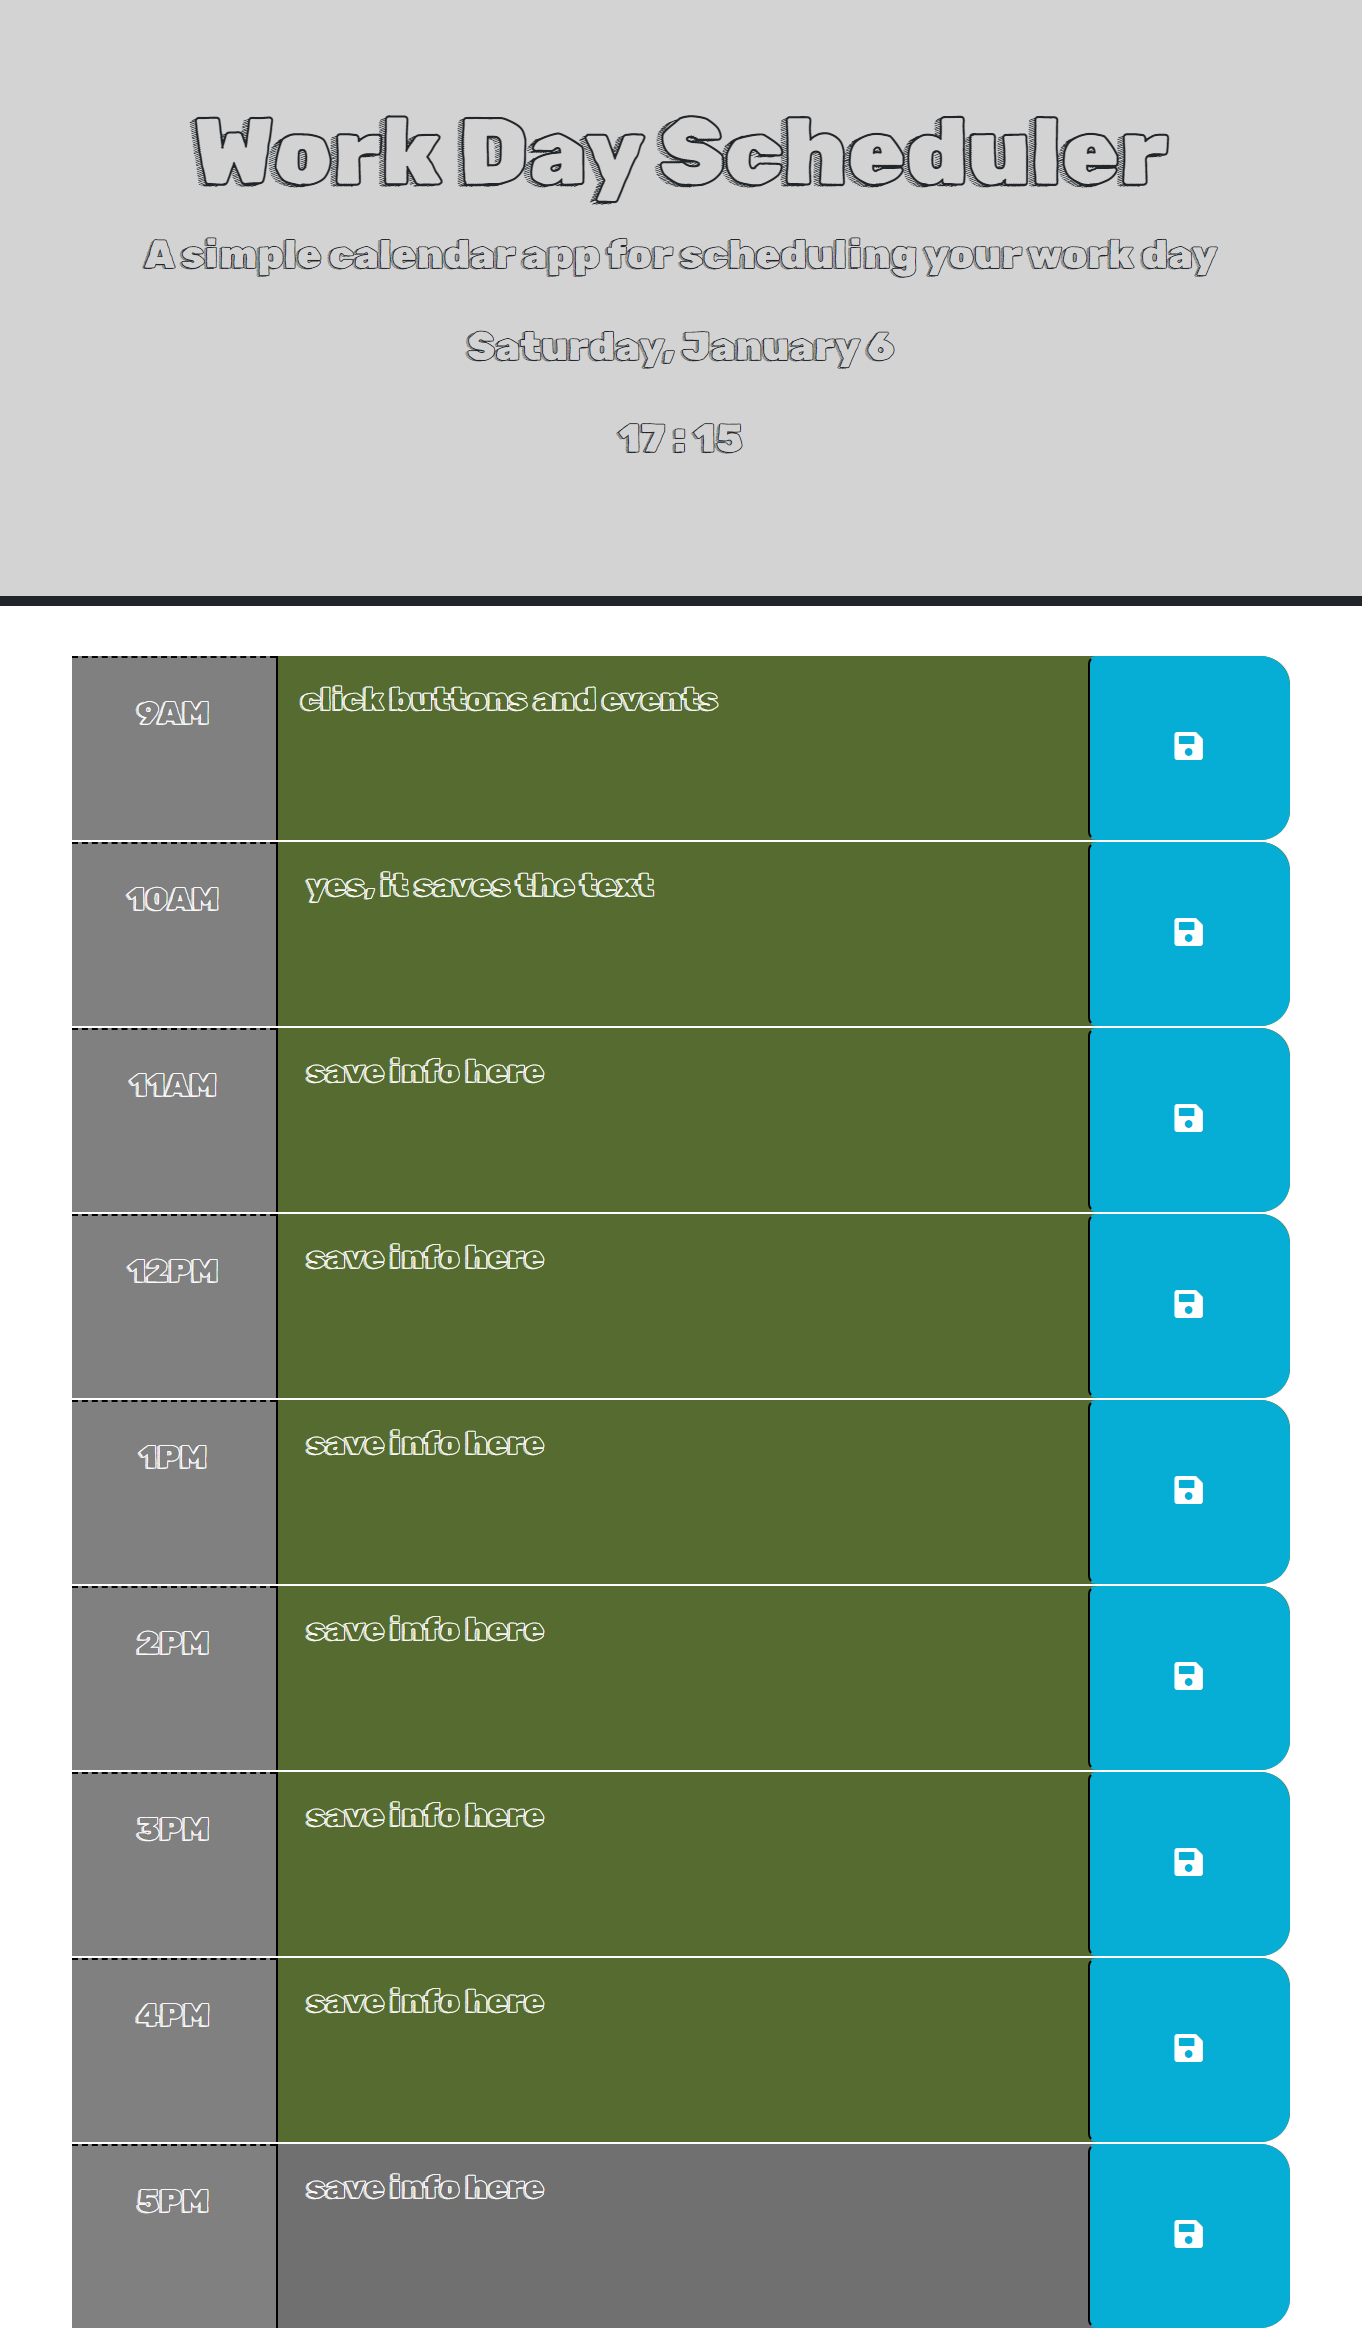 Work Day Scheduler
A simple calendar app for scheduling your work day
Saturday, January 6
17 : 15
9AM
click buttons and events
10AM
yes, it saves the text
11AM
save info here
12PM
save info here
1PM
save info here
2PM
save info here
3PM
save info here
4PM
save info here
5PM
save info here